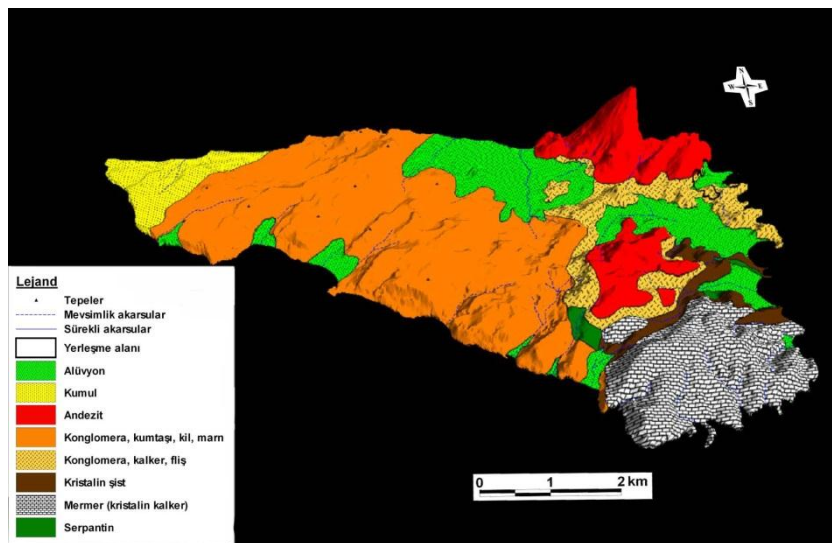 N
W E
S
Lejand
Tepeler
Mevsimlik akarsular
Sürekli akarsular
Yerleşme alanı
Alüvyon
Kumul
Andezit
Konglomera, kumtaşı, kil, marn
Konglomera, kalker, fliş
Kristalin şist
Mermer (kristalin kalker)
Serpantin
0 1 2 km